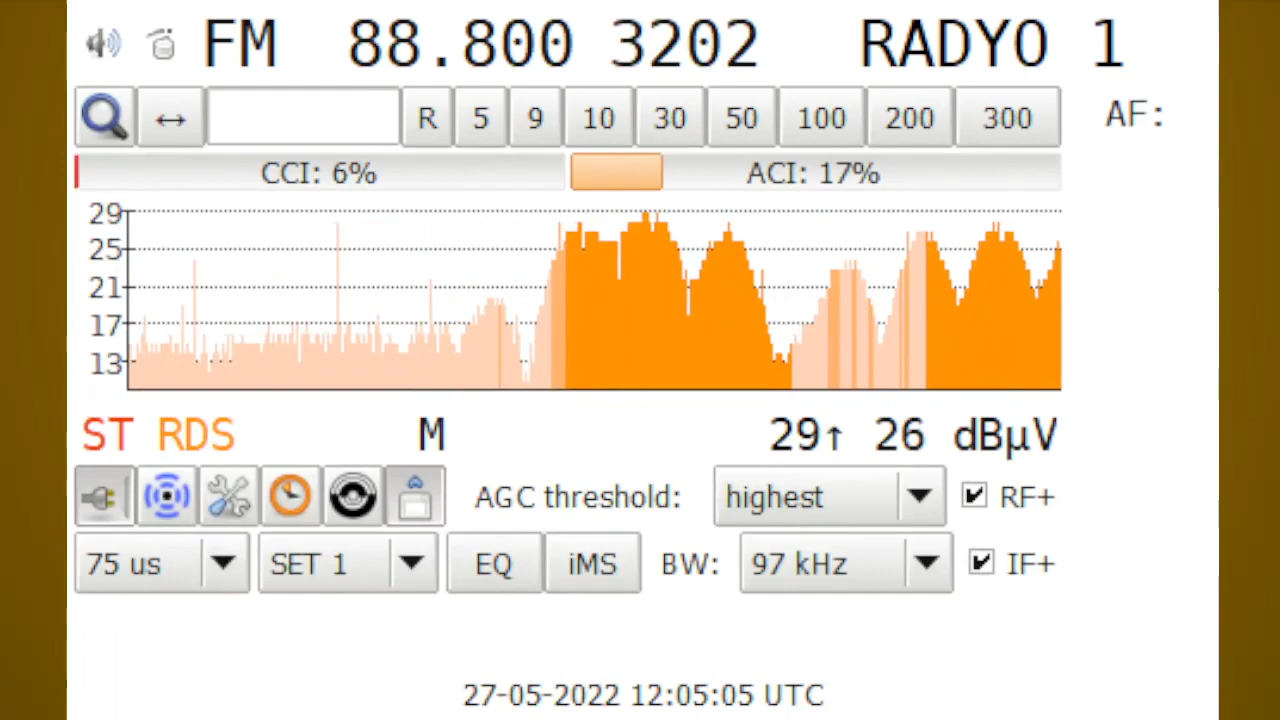 FM 88.800 3202 RADYO 1
↔ R 5 9 10 30 50 100 200 300 AF:
CCI: 6% ACI: 17%
29
25
21
17
13
ST RDS M 29↑ 26 dBµV
AGC threshold: highest RF+
75 us SET 1 EQ iMS BW: 97 kHz IF+
27-05-2022 12:05:05 UTC